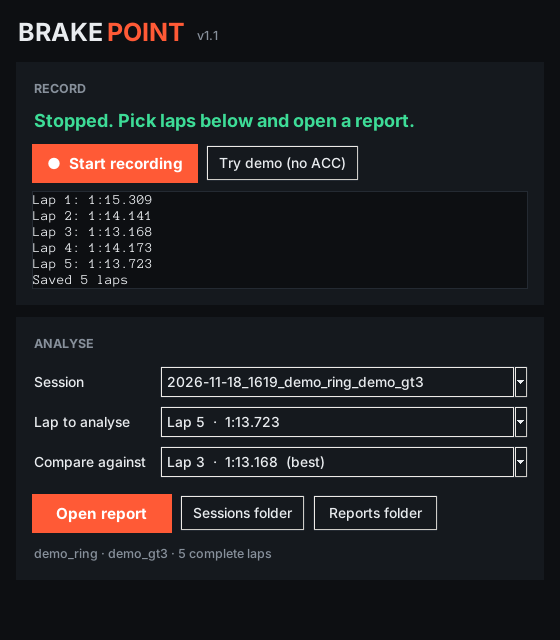 BRAKEPOINT v1.1
RECORD
Stopped. Pick laps below and open a report.
Start recording Try demo (no ACC)
Lap 1: 1:15.309
Lap 2: 1:14.141
Lap 3: 1:13.168
Lap 4: 1:14.173
Lap 5: 1:13.723
Saved 5 laps
ANALYSE
Session 2026-11-18_1619_demo_ring_demo_gt3
Lap to analyse Lap 5 · 1:13.723
Compare against Lap 3 · 1:13.168 (best)
Open report Sessions folder Reports folder
demo_ring · demo_gt3 · 5 complete laps